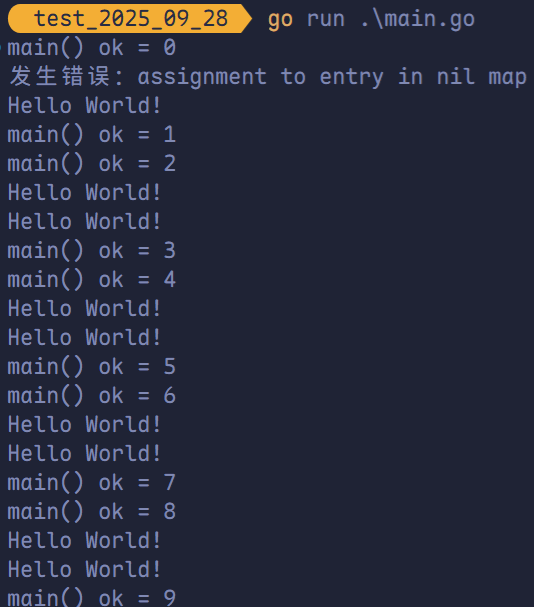 test_2025_09_28 go run .\main.go
main() ok = 0
发生错误: assignment to entry in nil map
Hello World!
main() ok = 1
main() ok = 2
Hello World!
Hello World!
main() ok = 3
main() ok = 4
Hello World!
Hello World!
main() ok = 5
main() ok = 6
Hello World!
Hello World!
main() ok = 7
main() ok = 8
Hello World!
Hello World!
main() ok = 9